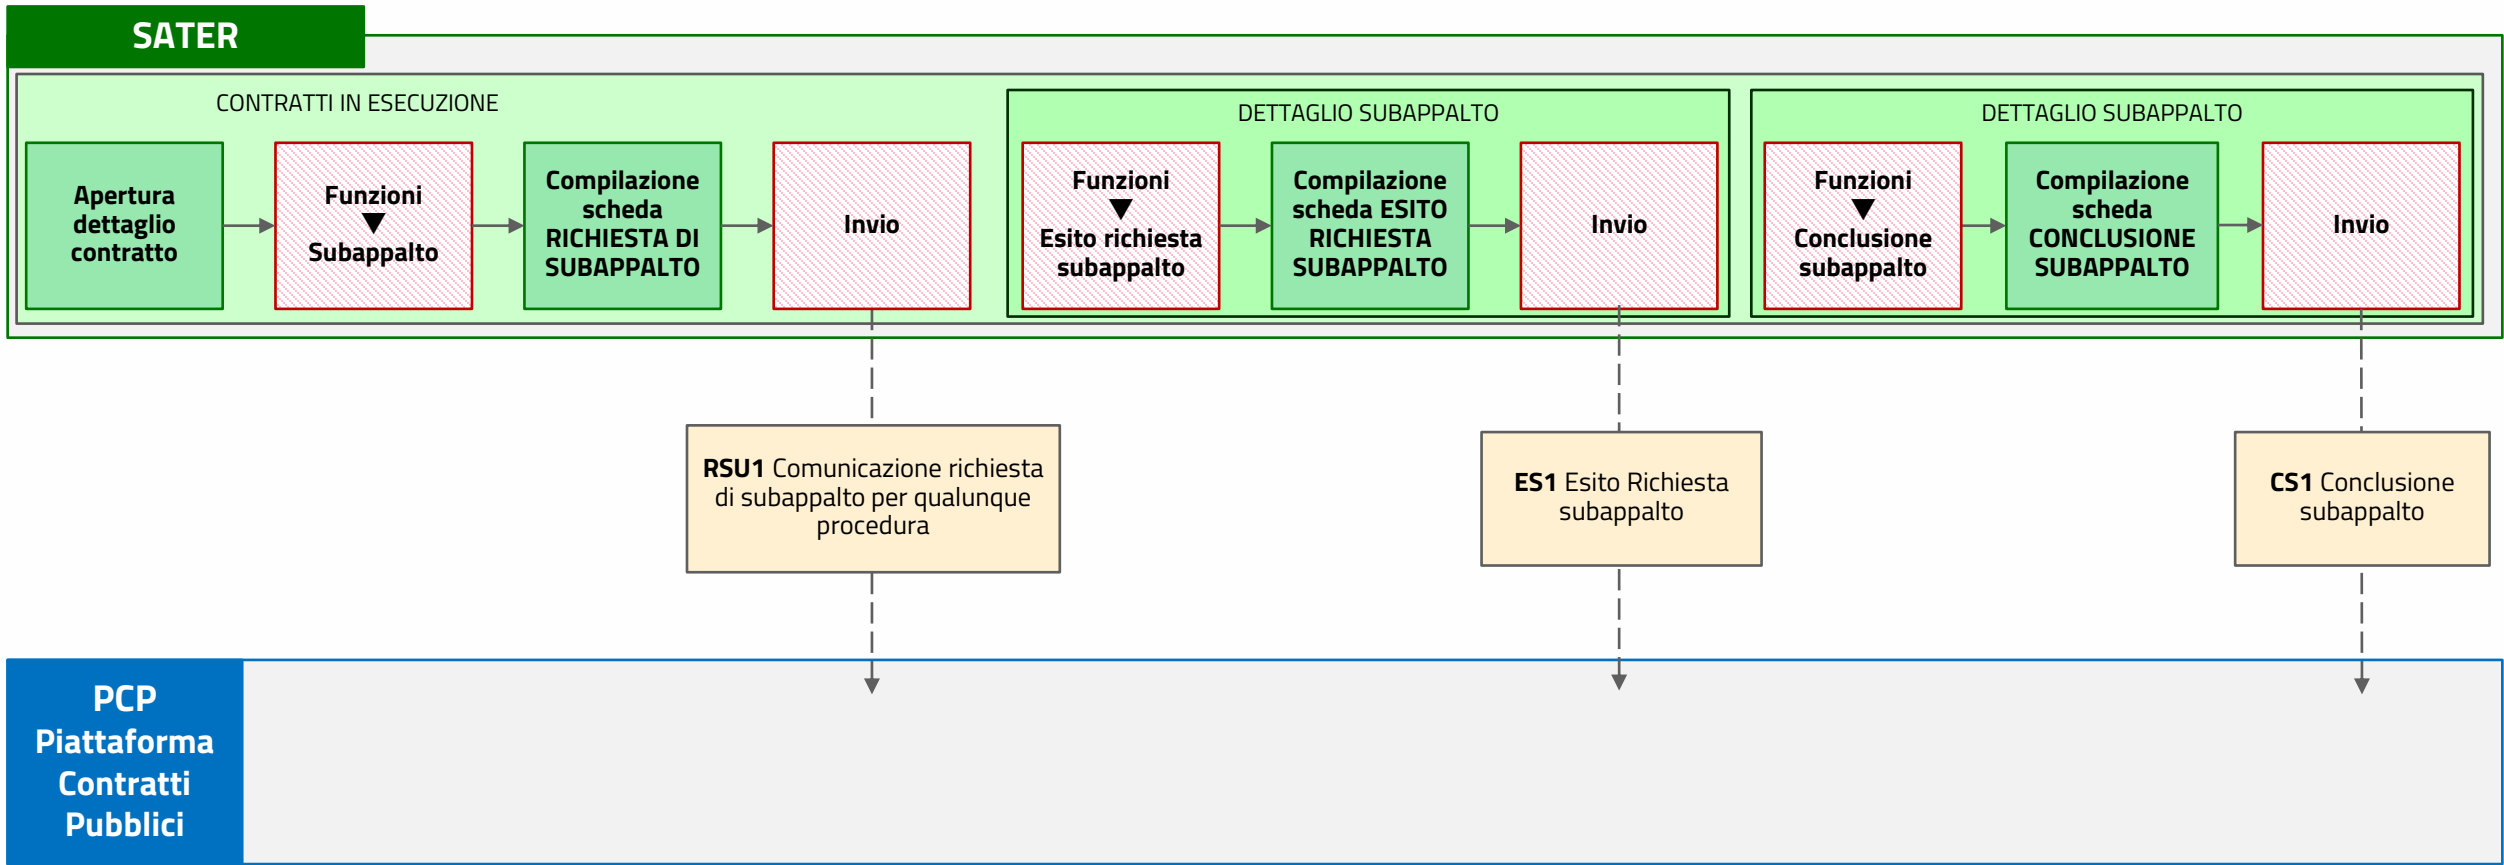 SATER
CONTRATTI IN ESECUZIONE
Apertura
dettaglio
contratto
Funzioni
▼
Subappalto
Compilazione
scheda
RICHIESTA DI
SUBAPPALTO
Invio
DETTAGLIO SUBAPPALTO
Funzioni
▼
Esito richiesta
subappalto
Compilazione
scheda ESITO
RICHIESTA
SUBAPPALTO
Invio
DETTAGLIO SUBAPPALTO
Funzioni
▼
Conclusione
subappalto
Compilazione
scheda
CONCLUSIONE
SUBAPPALTO
Invio
RSU1 Comunicazione richiesta
di subappalto per qualunque
procedura
ES1 Esito Richiesta
subappalto
CS1 Conclusione
subappalto
PCP
Piattaforma
Contratti
Pubblici